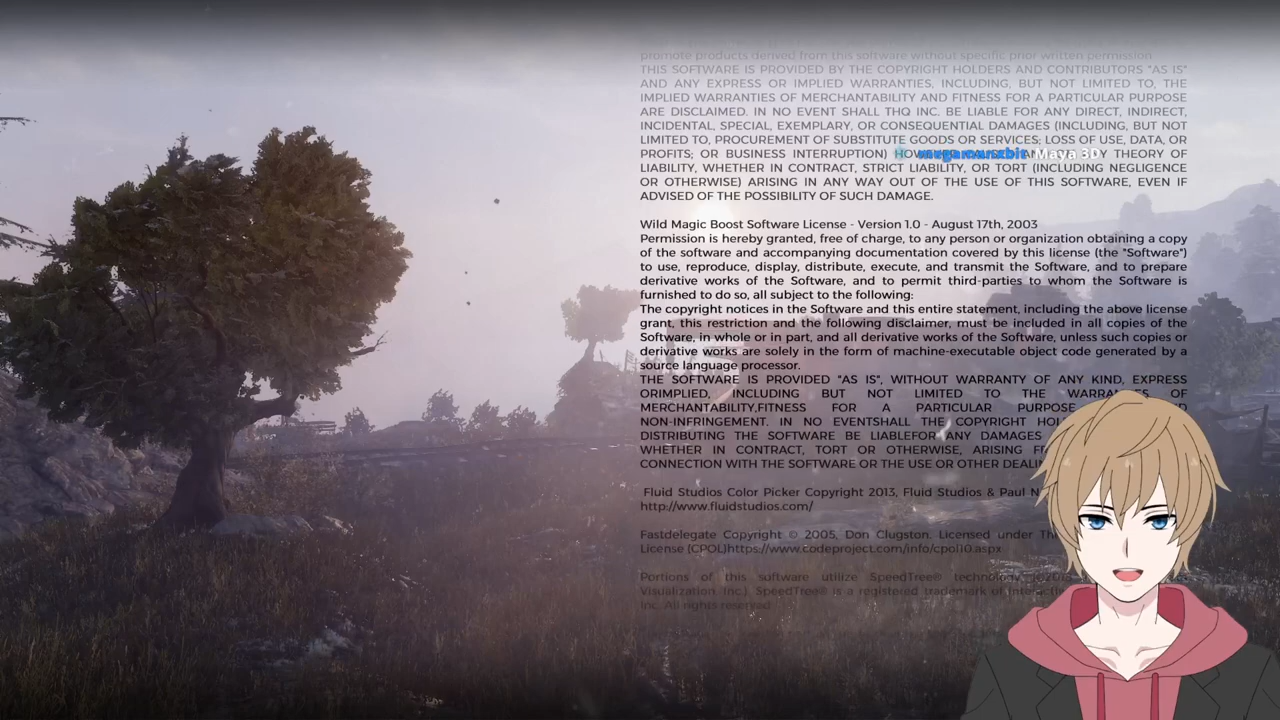 promote products derived from this software without specific prior written permission
THIS SOFTWARE IS PROVIDED BY THE COPYRIGHT HOLDERS AND CONTRIBUTORS "AS IS"
AND ANY EXPRESS OR IMPLIED WARRANTIES, INCLUDING, BUT NOT LIMITED TO, THE
IMPLIED WARRANTIES OF MERCHANTABILITY AND FITNESS FOR A PARTICULAR PURPOSE
ARE DISCLAIMED. IN NO EVENT SHALL THQ INC. BE LIABLE FOR ANY DIRECT, INDIRECT,
INCIDENTAL, SPECIAL, EXEMPLARY, OR CONSEQUENTIAL DAMAGES (INCLUDING, BUT NOT
LIMITED TO, PROCUREMENT OF SUBSTITUTE GOODS OR SERVICES; LOSS OF USE, DATA, OR
PROFITS; OR BUSINESS INTERRUPTION) megamanxbit Maya 3D THEORY OF
LIABILITY, WHETHER IN CONTRACT, STRICT LIABILITY, OR TORT (INCLUDING NEGLIGENCE
OR OTHERWISE) ARISING IN ANY WAY OUT OF THE USE OF THIS SOFTWARE, EVEN IF
ADVISED OF THE POSSIBILITY OF SUCH DAMAGE.
Wild Magic Boost Software License - Version 1.0 - August 17th, 2003
Permission is hereby granted, free of charge, to any person or organization obtaining a copy
of the software and accompanying documentation covered by this license (the "Software")
to use, reproduce, display, distribute, execute, and transmit the Software, and to prepare
derivative works of the Software, and to permit third-parties to whom the Software is
furnished to do so, all subject to the following:
The copyright notices in the Software and this entire statement, including the above license
grant, this restriction and the following disclaimer, must be included in all copies of the
Software, in whole or in part, and all derivative works of the Software, unless such copies or
derivative works are solely in the form of machine-executable object code generated by a
source language processor.
THE SOFTWARE IS PROVIDED "AS IS", WITHOUT WARRANTY OF ANY KIND, EXPRESS
ORIMPLIED, INCLUDING BUT NOT LIMITED TO THE WARRANTIES OF
MERCHANTABILITY,FITNESS FOR A PARTICULAR PURPOSE
NON-INFRINGEMENT. IN NO EVENTSHALL THE COPYRIGHT
DISTRIBUTING THE SOFTWARE BE LIABLEFOR ANY DAMAGES
WHETHER IN CONTRACT, TORT OR OTHERWISE, ARISING
CONNECTION WITH THE SOFTWARE OR THE USE OR OTHER
Fluid Studios Color Picker Copyright 2013, Fluid Studios & Paul
http://www.fluidstudios.com/
Fastdelegate Copyright © 2005, Don Clugston. Licensed under
License (CPOL)https://www.codeproject.com/info/cpol10.aspx
Portions of this software utilize SpeedTree® technology
Visualization, Inc.). SpeedTree® is a registered trademark of
Inc. All rights reserved